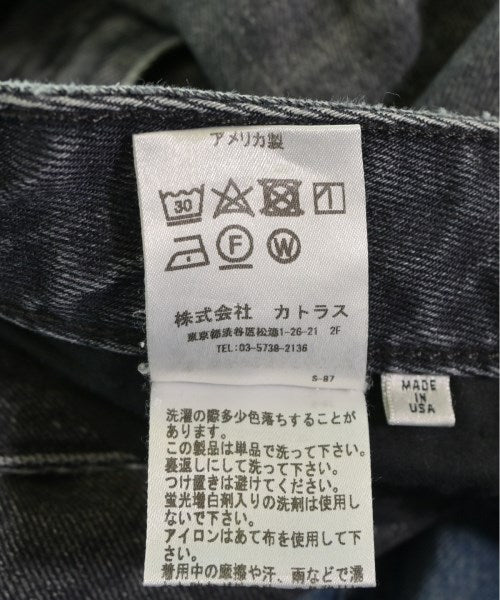 アメリカ製
30
F
W
株式会社 カトラス
東京都渋谷区松濤1-26-21 2F
TEL:03-5738-2136
S-87
MADE
IN
USA
洗濯の際多少色落ちすることが
あります。
この製品は単品で洗って下さい。
裏返しにして洗って下さい。
つけ置きは避けてください。
蛍光増白剤入りの洗剤は使用し
ないで下さい。
アイロンはあて布を使用して下さい。
着用中の摩擦や汗、雨などで濡